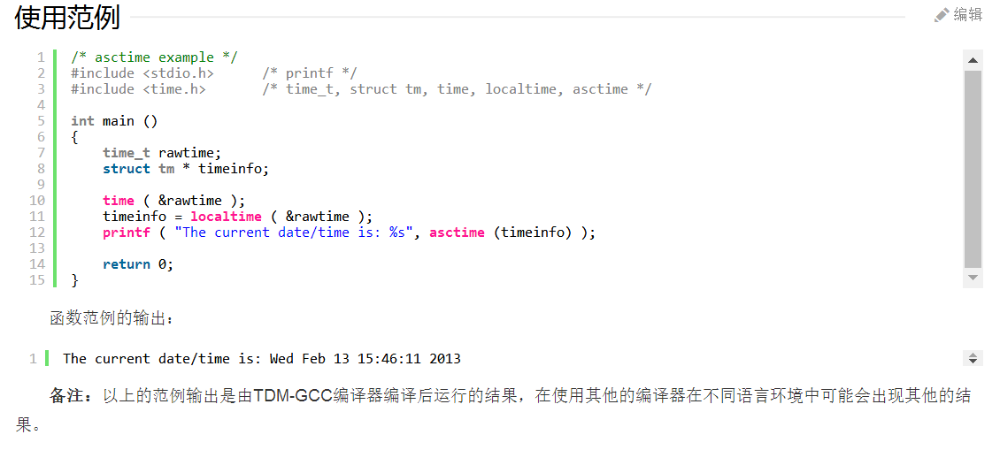 使用范例
编辑
1 /* asctime example */
2 #include <stdio.h>      /* printf */
3 #include <time.h>       /* time_t, struct tm, time, localtime, asctime */
4
5 int main ()
6 {
7     time_t rawtime;
8     struct tm * timeinfo;
9
10     time ( &rawtime );
11     timeinfo = localtime ( &rawtime );
12     printf ( "The current date/time is: %s", asctime (timeinfo) );
13
14     return 0;
15 }
函数范例的输出：
1 The current date/time is: Wed Feb 13 15:46:11 2013
备注：以上的范例输出是由TDM-GCC编译器编译后运行的结果，在使用其他的编译器在不同语言环境中可能会出现其他的结
果。